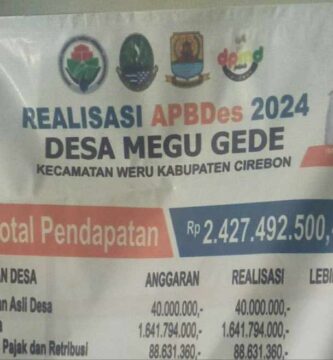 REALISASI APBDes 2024
DESA MEGU GEDE
KECAMATAN WERU KABUPATEN CIREBON
otal Pendapatan Rp 2.427.492.500,-
AN DESA ANGGARAN REALISASI LEBI
an Asli Desa 40.000.000,- 40.000.000,-
a 1.641.794.000,- 1.641.794.000,-
Pajak dan Retribusi 88.631.360,- 88.631.360,-